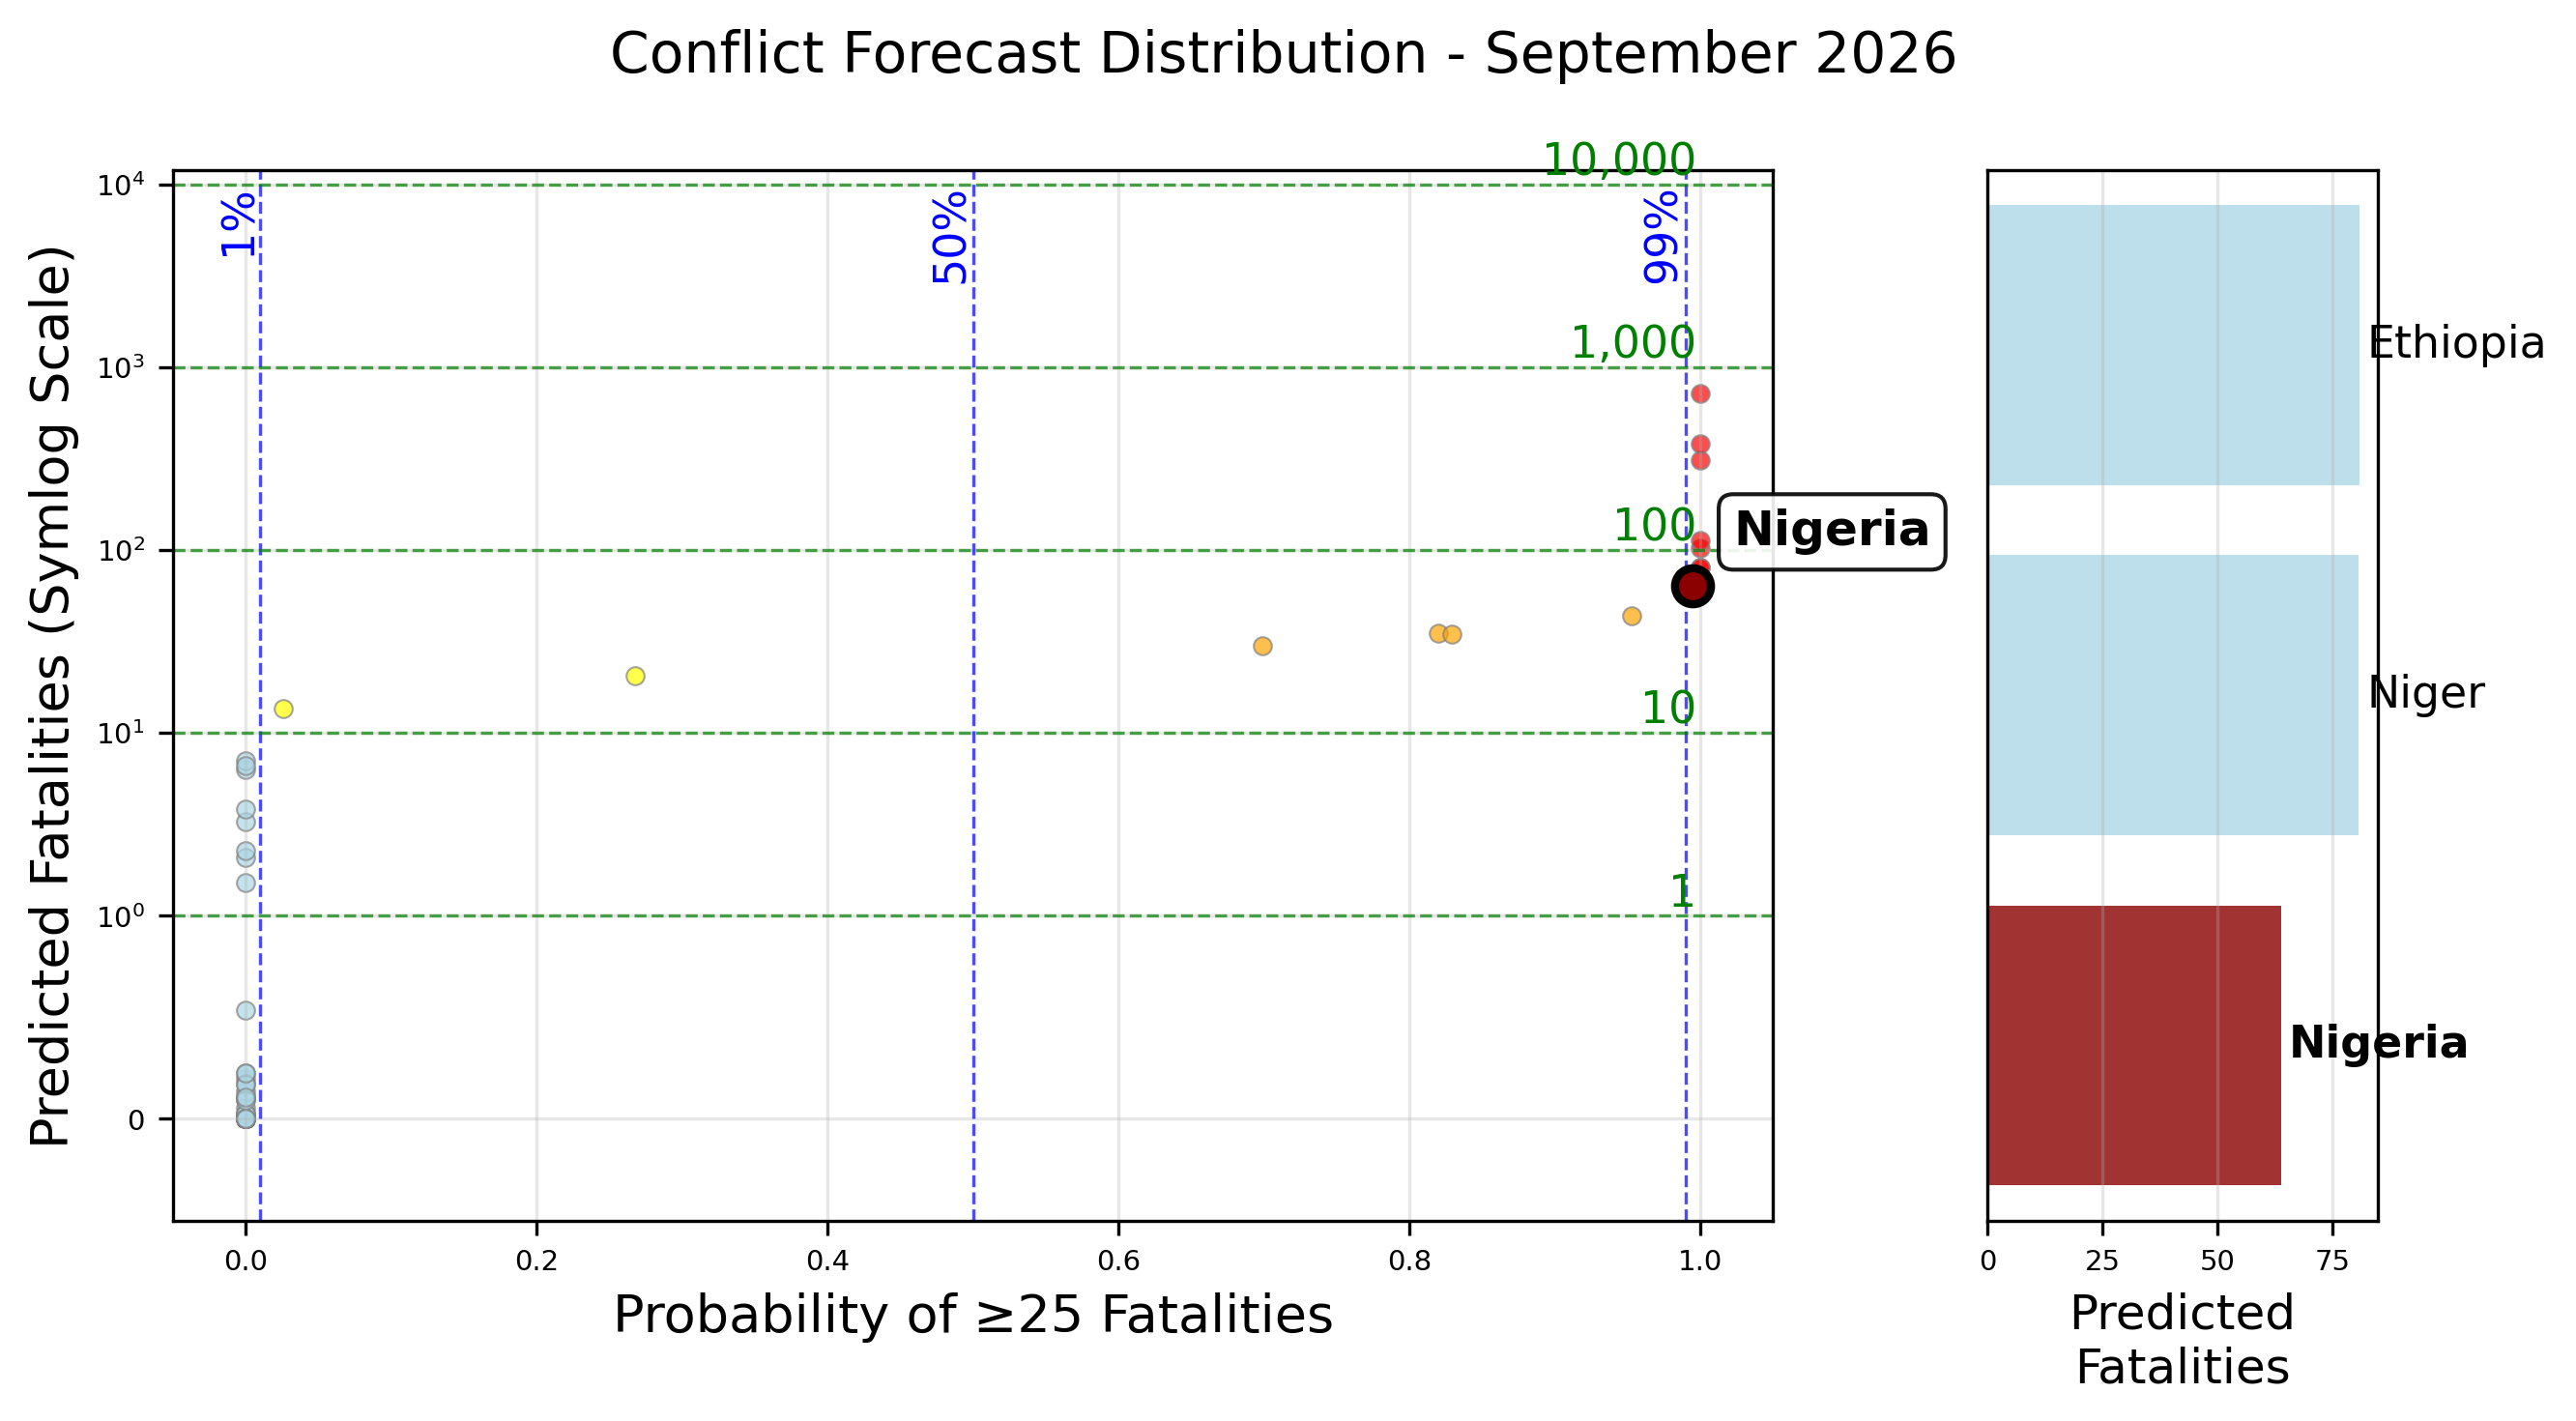 Conflict Forecast Distribution - September 2026
Predicted Fatalities (Symlog Scale)
10⁴
10³
10²
10¹
10⁰
0
1%
50%
99%
10,000
1,000
100
10
1
Nigeria
0.0
0.2
0.4
0.6
0.8
1.0
Probability of ≥25 Fatalities
Ethiopia
Niger
Nigeria
0
25
50
75
Predicted
Fatalities